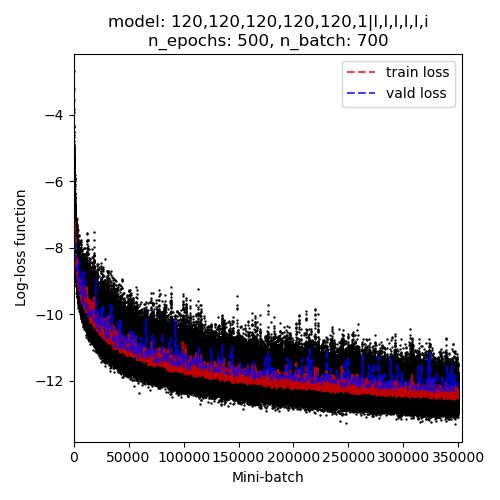 model: 120,120,120,120,120,1|l,l,l,l,l,i
n_epochs: 500, n_batch: 700
train loss
vald loss
−4
−6
−8
−10
−12
Log-loss function
0
50000
100000
150000
200000
250000
300000
350000
Mini-batch